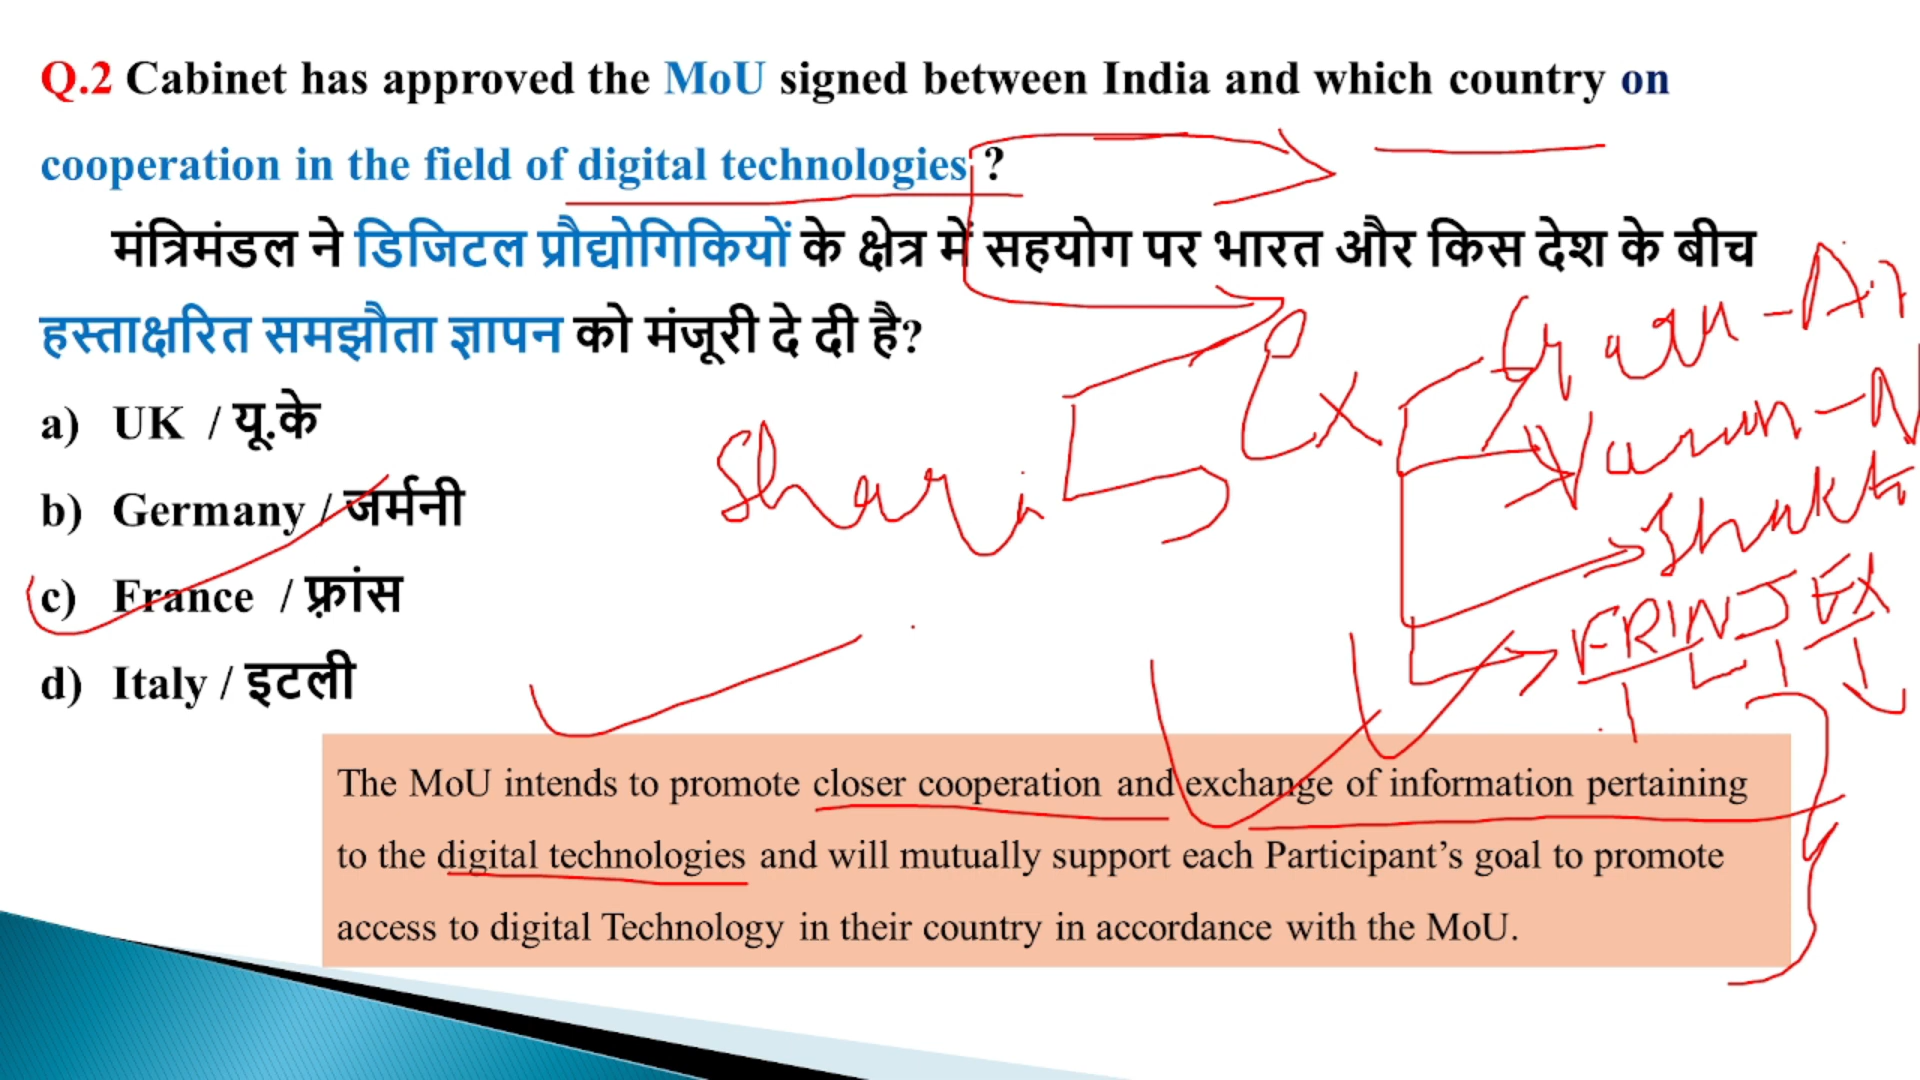 Q.2 Cabinet has approved the MoU signed between India and which country on
cooperation in the field of digital technologies ?
मंत्रिमंडल ने डिजिटल प्रौद्योगिकियों के क्षेत्र में सहयोग पर भारत और किस देश के बीच
हस्ताक्षरित समझौता ज्ञापन को मंजूरी दे दी है?
a) UK / यू.के
b) Germany / जर्मनी
c) France / फ़्रांस
d) Italy / इटली
Ex
Varun - N
Shakti
FRINJEX
The MoU intends to promote closer cooperation and exchange of information pertaining
to the digital technologies and will mutually support each Participant's goal to promote
access to digital Technology in their country in accordance with the MoU.